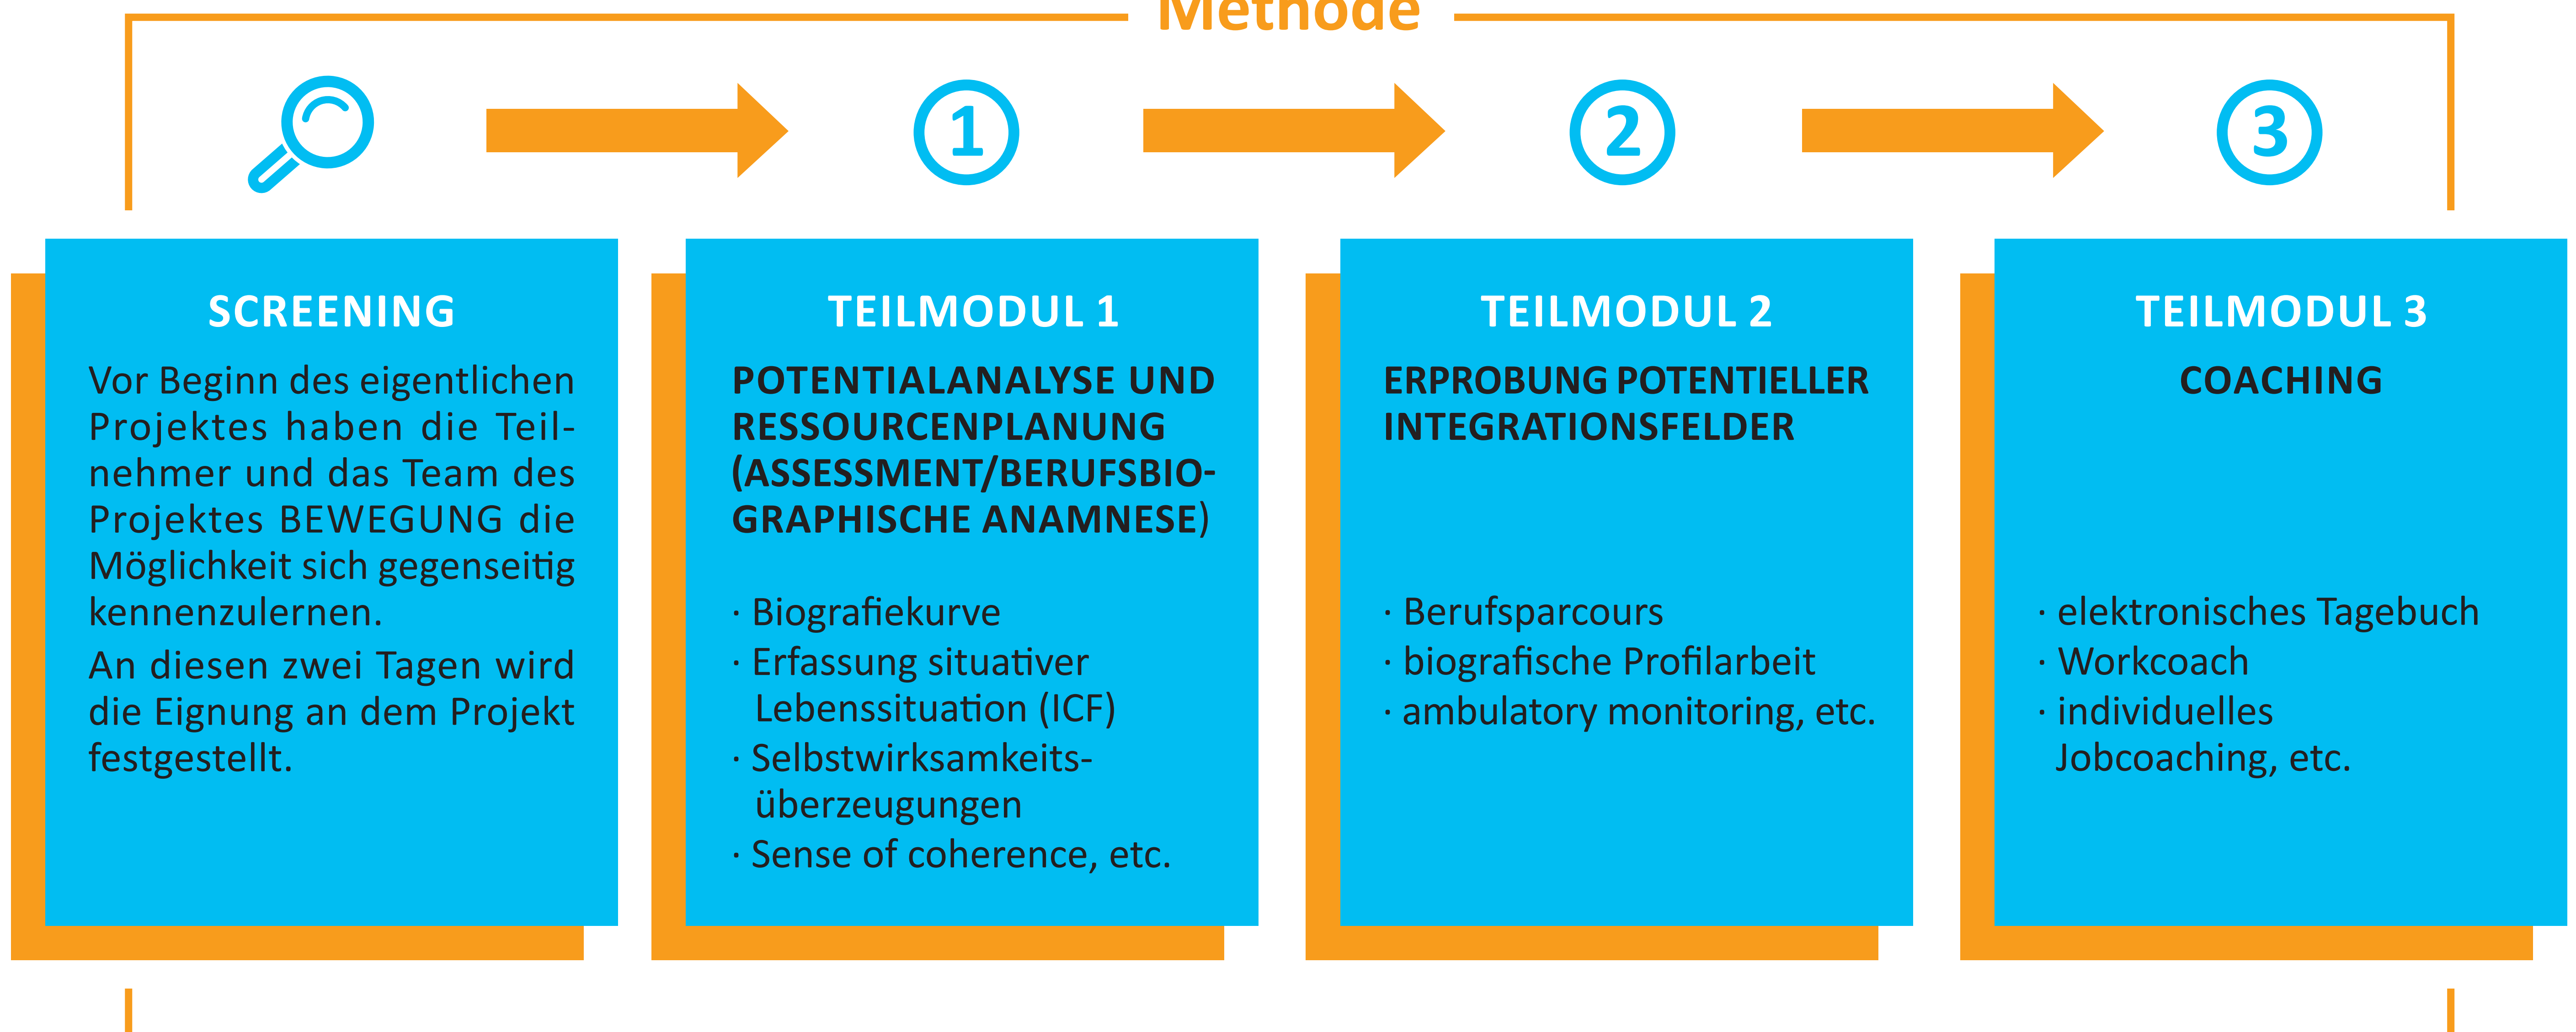 Methode
1
2
3
SCREENING
Vor Beginn des eigentlichen
Projektes haben die Teil-
nehmer und das Team des
Projektes BEWEGUNG die
Möglichkeit sich gegenseitig
kennenzulernen.
An diesen zwei Tagen wird
die Eignung an dem Projekt
festgestellt.
TEILMODUL 1
POTENTIALANALYSE UND
RESSOURCENPLANUNG
(ASSESSMENT/BERUFSBIO-
GRAPHISCHE ANAMNESE)
· Biografiekurve
· Erfassung situativer
Lebenssituation (ICF)
· Selbstwirksamkeits-
überzeugungen
· Sense of coherence, etc.
TEILMODUL 2
ERPROBUNG POTENTIELLER
INTEGRATIONSFELDER
· Berufsparcours
· biografische Profilarbeit
· ambulatory monitoring, etc.
TEILMODUL 3
COACHING
· elektronisches Tagebuch
· Workcoach
· individuelles
Jobcoaching, etc.